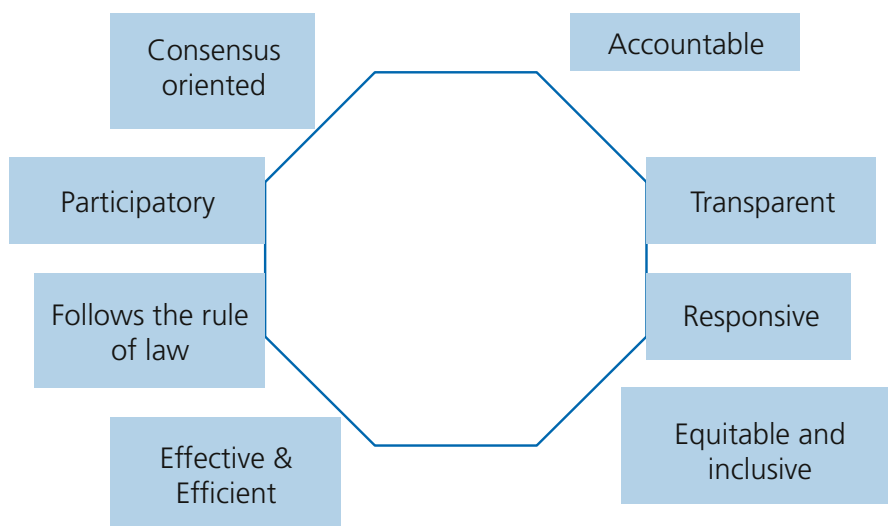 Consensus
oriented
Accountable
Participatory
Transparent
Follows the rule
of law
Responsive
Effective &
Efficient
Equitable and
inclusive